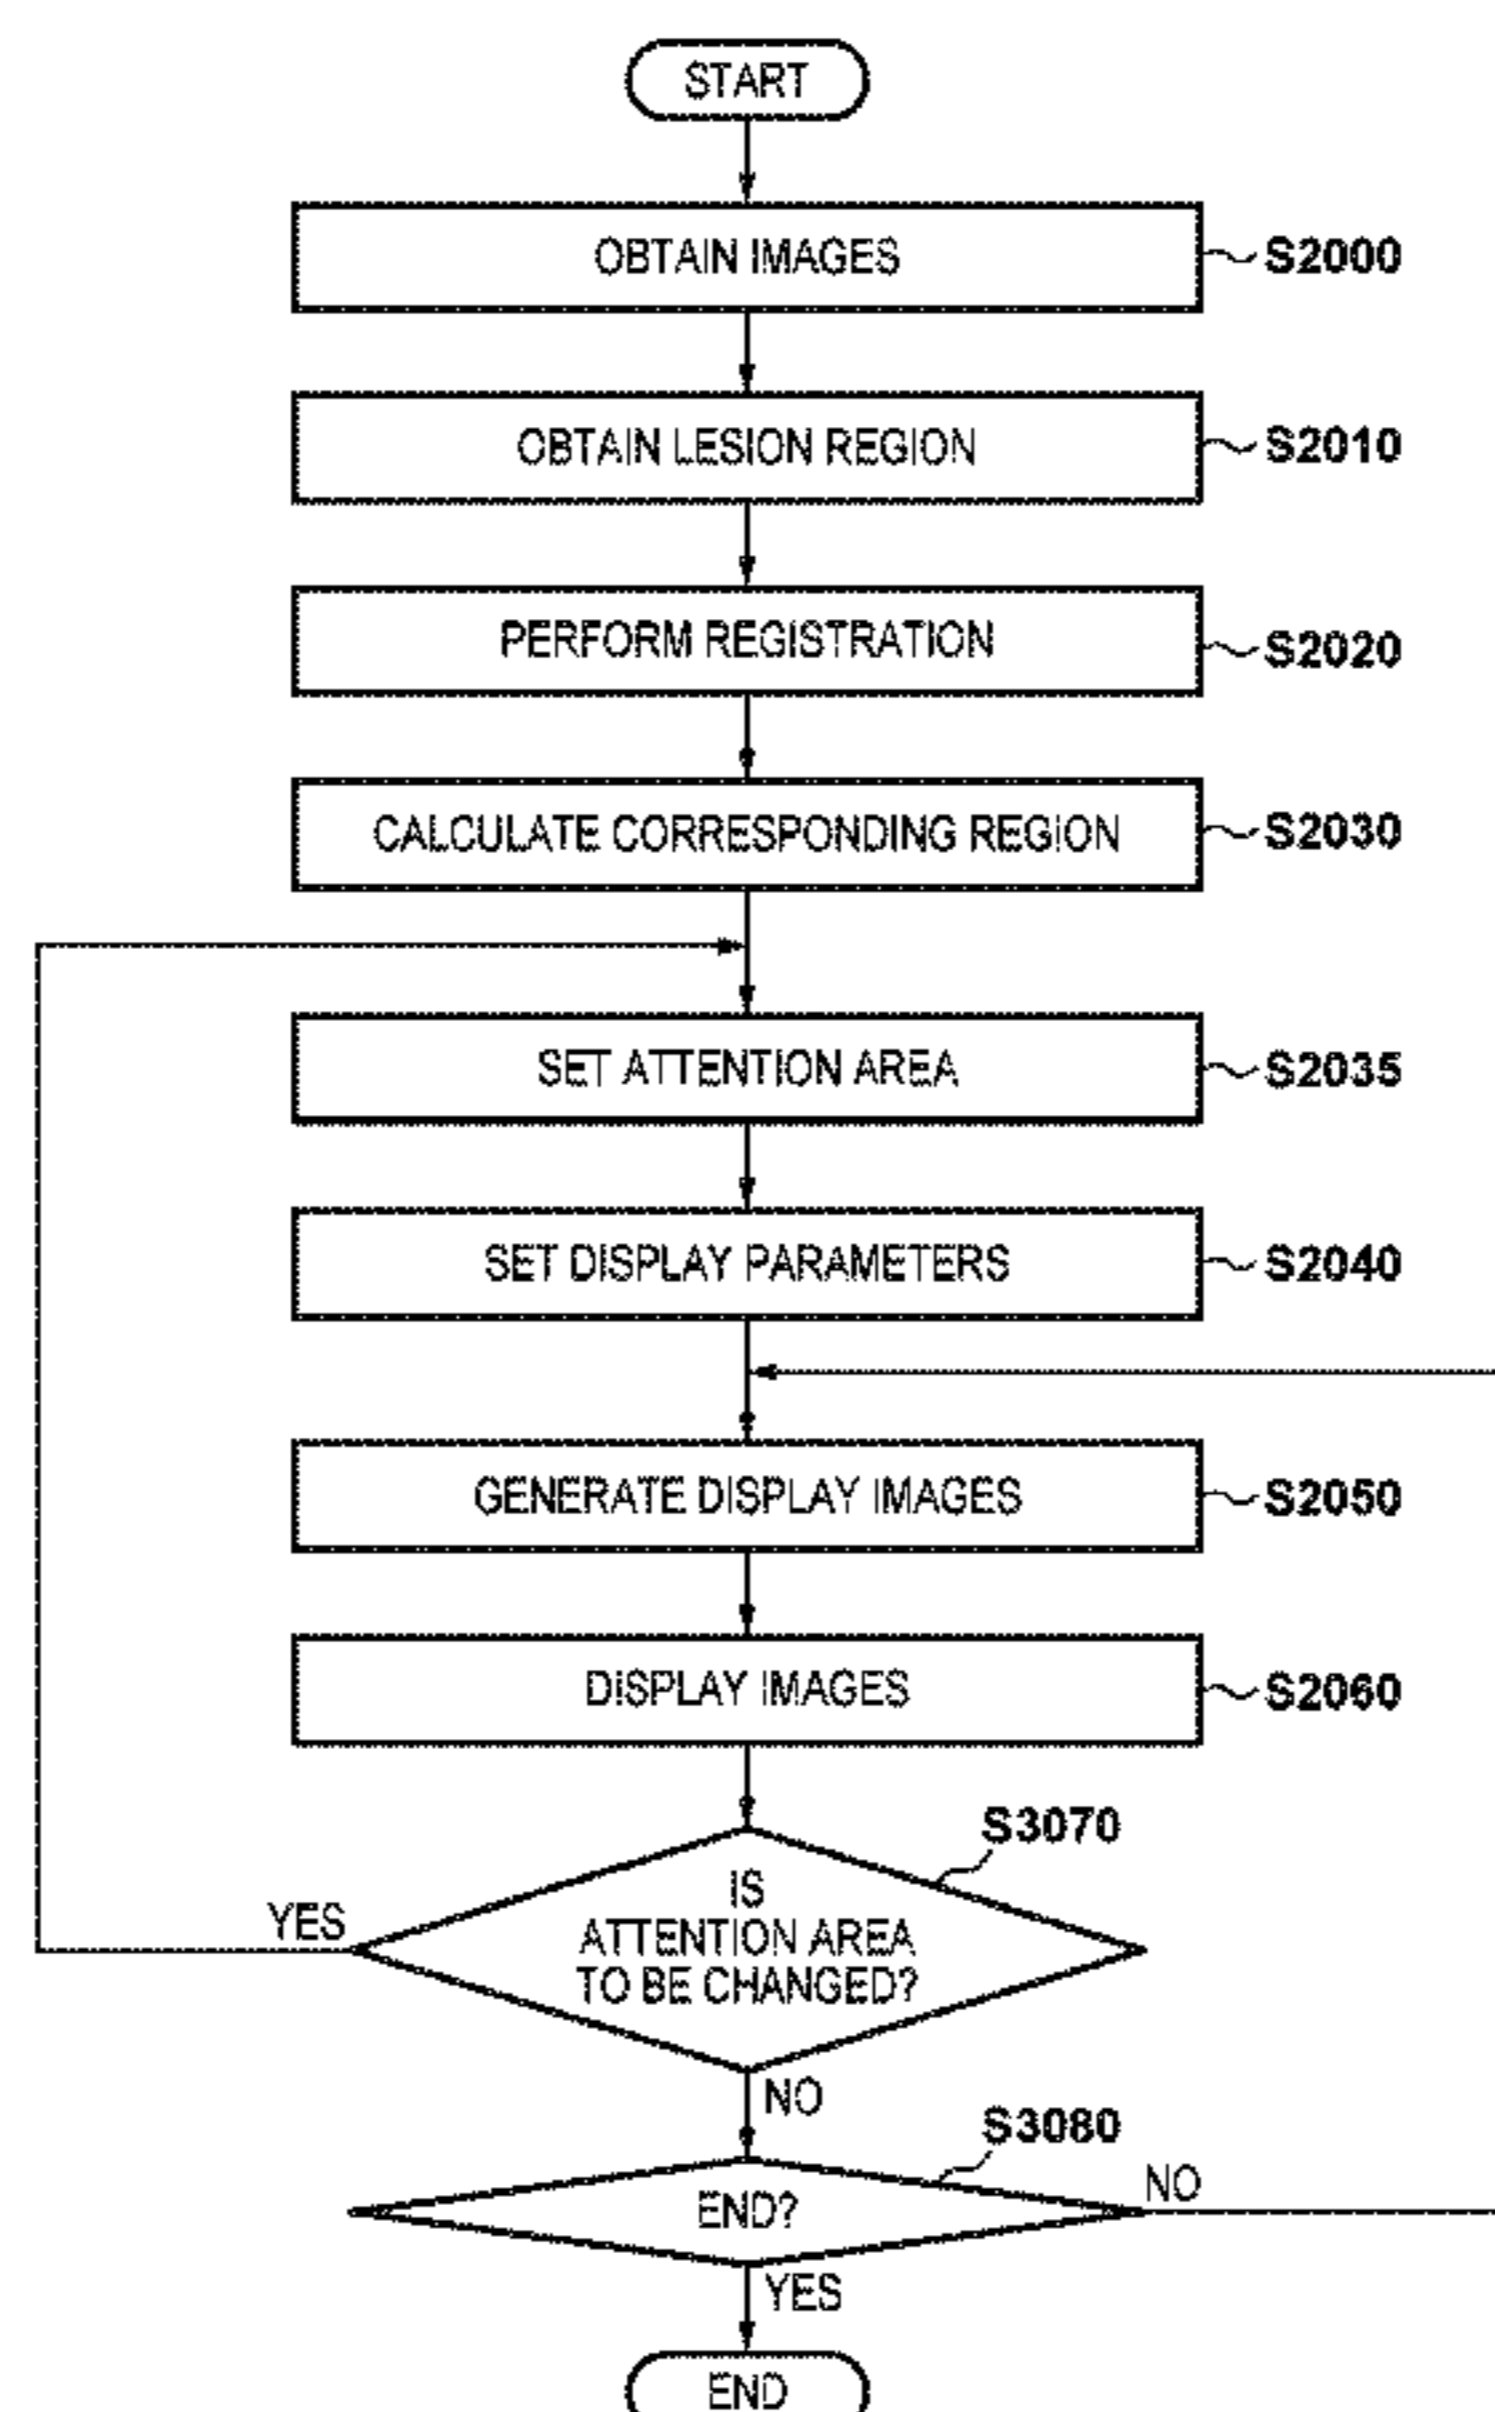 START
OBTAIN IMAGES
S2000
OBTAIN LESION REGION
S2010
PERFORM REGISTRATION
S2020
CALCULATE CORRESPONDING REGION
S2030
SET ATTENTION AREA
S2035
SET DISPLAY PARAMETERS
S2040
GENERATE DISPLAY IMAGES
S2050
DISPLAY IMAGES
S2060
S3070
IS
ATTENTION AREA
TO BE CHANGED?
YES
NO
S3080
END?
NO
YES
END